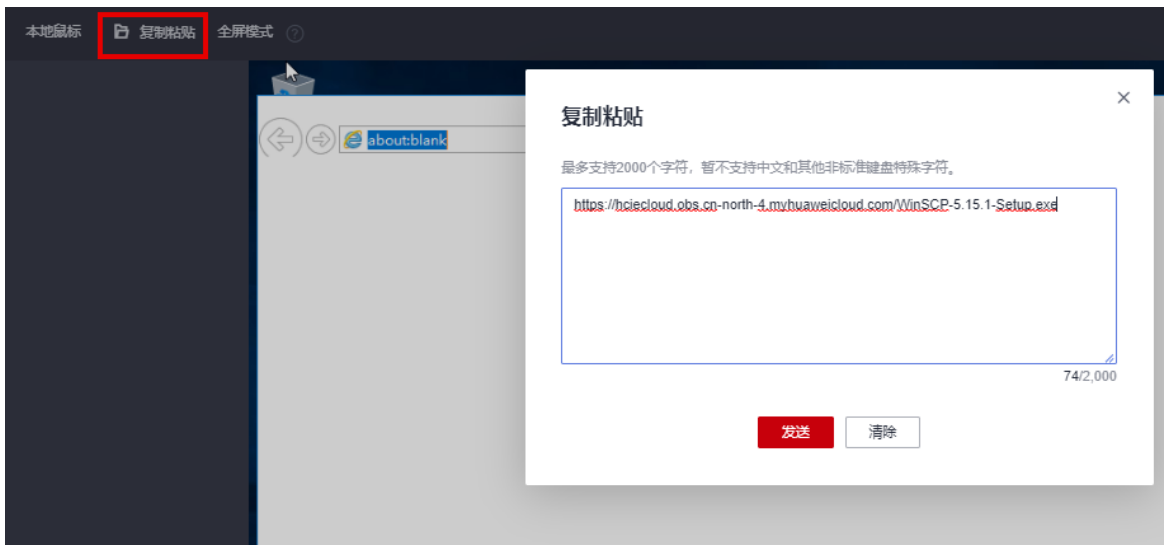 本地鼠标 复制粘贴 全屏模式 ?
复制粘贴
最多支持2000个字符，暂不支持中文和其他非标准键盘特殊字符。
about:blank
https://hciecloud.obs.cn-north-4.myhuaweicloud.com/WinSCP-5.15.1-Setup.exe
74/2,000
发送 清除